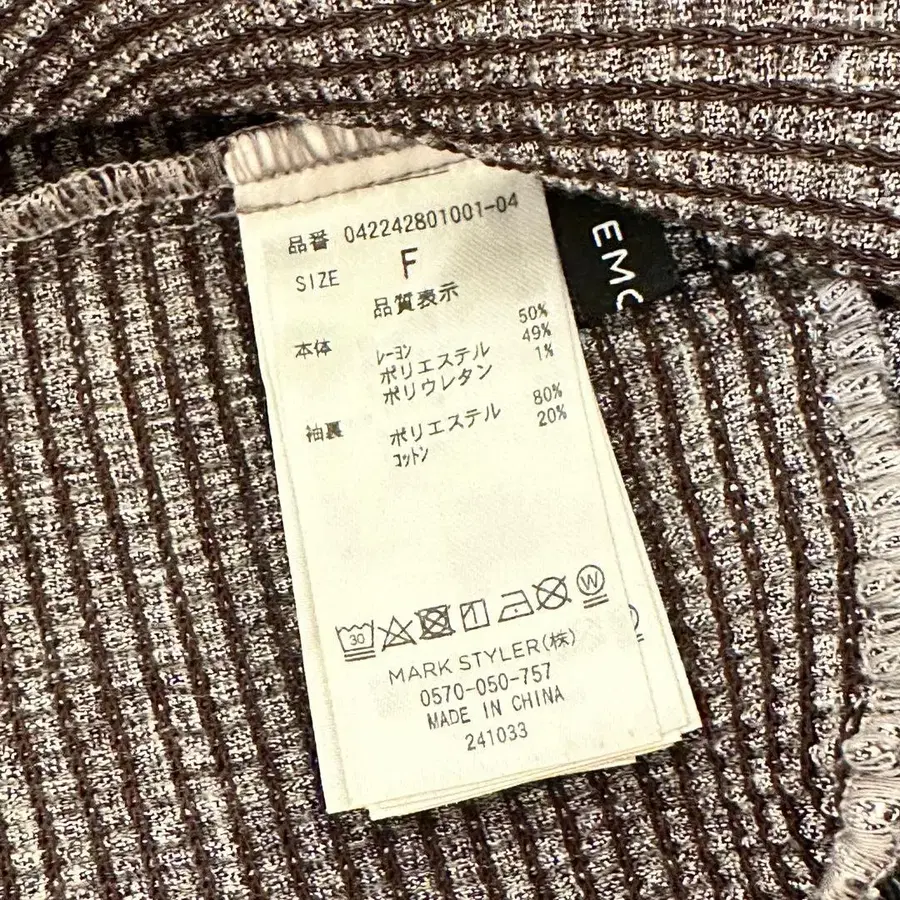 品番 042242801001-04
SIZE F
品質表示
本体 レーヨン 50%
ポリエステル 49%
ポリウレタン 1%
袖裏 ポリエステル 80%
コットン 20%
30 W
MARK STYLER(株)
0570-050-757
MADE IN CHINA
241033
EMO